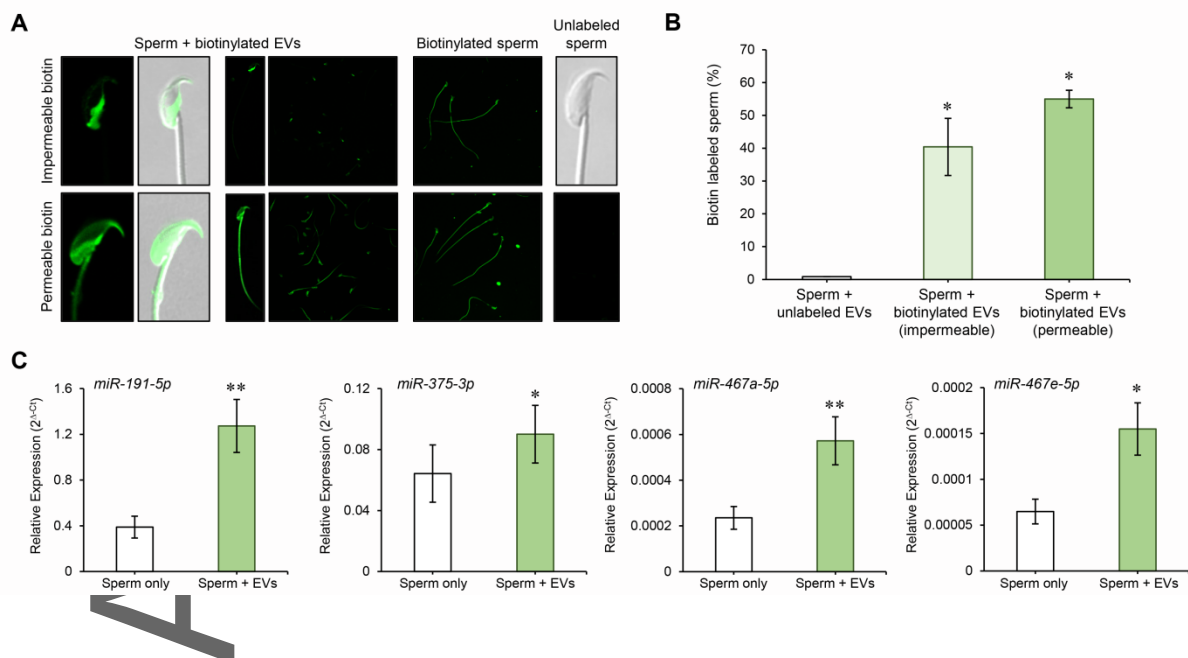 A
Sperm + biotinylated EVs
Biotinylated sperm
Unlabeled
sperm
Impermeable biotin
Permeable biotin
B
Biotin labeled sperm (%)
70
60
50
40
30
20
10
0
*
*
Sperm +
unlabeled EVs
Sperm +
biotinylated EVs
(impermeable)
Sperm +
biotinylated EVs
(permeable)
C
miR-191-5p
Relative Expression (2^Δ-Ct)
1.6
1.2
0.8
0.4
0
**
Sperm only
Sperm + EVs
miR-375-3p
Relative Expression (2^Δ-Ct)
0.16
0.12
0.08
0.04
0
*
Sperm only
Sperm + EVs
miR-467a-5p
Relative Expression (2^Δ-Ct)
0.0008
0.0006
0.0004
0.0002
0
**
Sperm only
Sperm + EVs
miR-467e-5p
Relative Expression (2^Δ-Ct)
0.0002
0.00015
0.0001
0.00005
0
*
Sperm only
Sperm + EVs